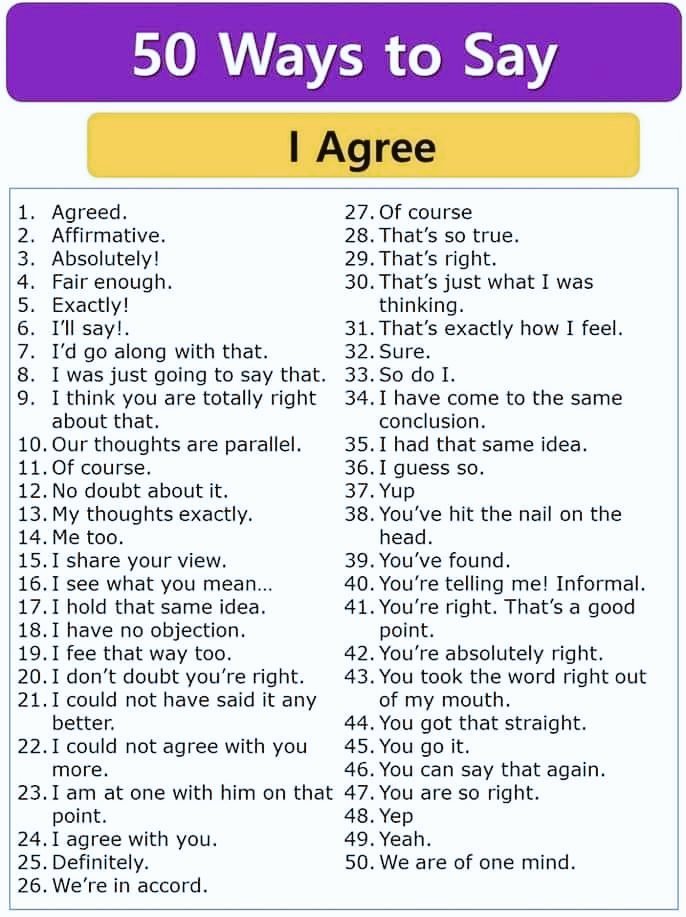 50 Ways to Say
I Agree
1. Agreed.
2. Affirmative.
3. Absolutely!
4. Fair enough.
5. Exactly!
6. I'll say!.
7. I'd go along with that.
8. I was just going to say that.
9. I think you are totally right
about that.
10. Our thoughts are parallel.
11. Of course.
12. No doubt about it.
13. My thoughts exactly.
14. Me too.
15. I share your view.
16. I see what you mean...
17. I hold that same idea.
18. I have no objection.
19. I fee that way too.
20. I don't doubt you're right.
21. I could not have said it any
better.
22. I could not agree with you
more.
23. I am at one with him on that
point.
24. I agree with you.
25. Definitely.
26. We're in accord.
27. Of course
28. That's so true.
29. That's right.
30. That's just what I was
thinking.
31. That's exactly how I feel.
32. Sure.
33. So do I.
34. I have come to the same
conclusion.
35. I had that same idea.
36. I guess so.
37. Yup
38. You've hit the nail on the
head.
39. You've found.
40. You're telling me! Informal.
41. You're right. That's a good
point.
42. You're absolutely right.
43. You took the word right out
of my mouth.
44. You got that straight.
45. You go it.
46. You can say that again.
47. You are so right.
48. Yep
49. Yeah.
50. We are of one mind.